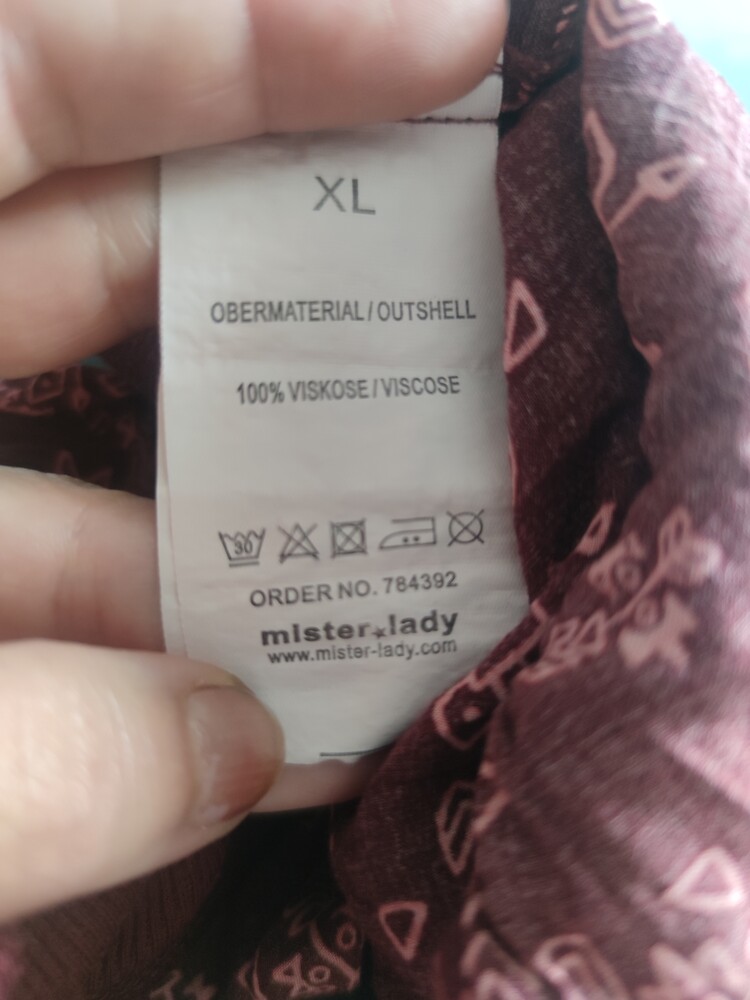 XL
OBERMATERIAL / OUTSHELL
100% VISKOSE / VISCOSE
30
ORDER NO. 784392
mister★lady
www.mister-lady.com